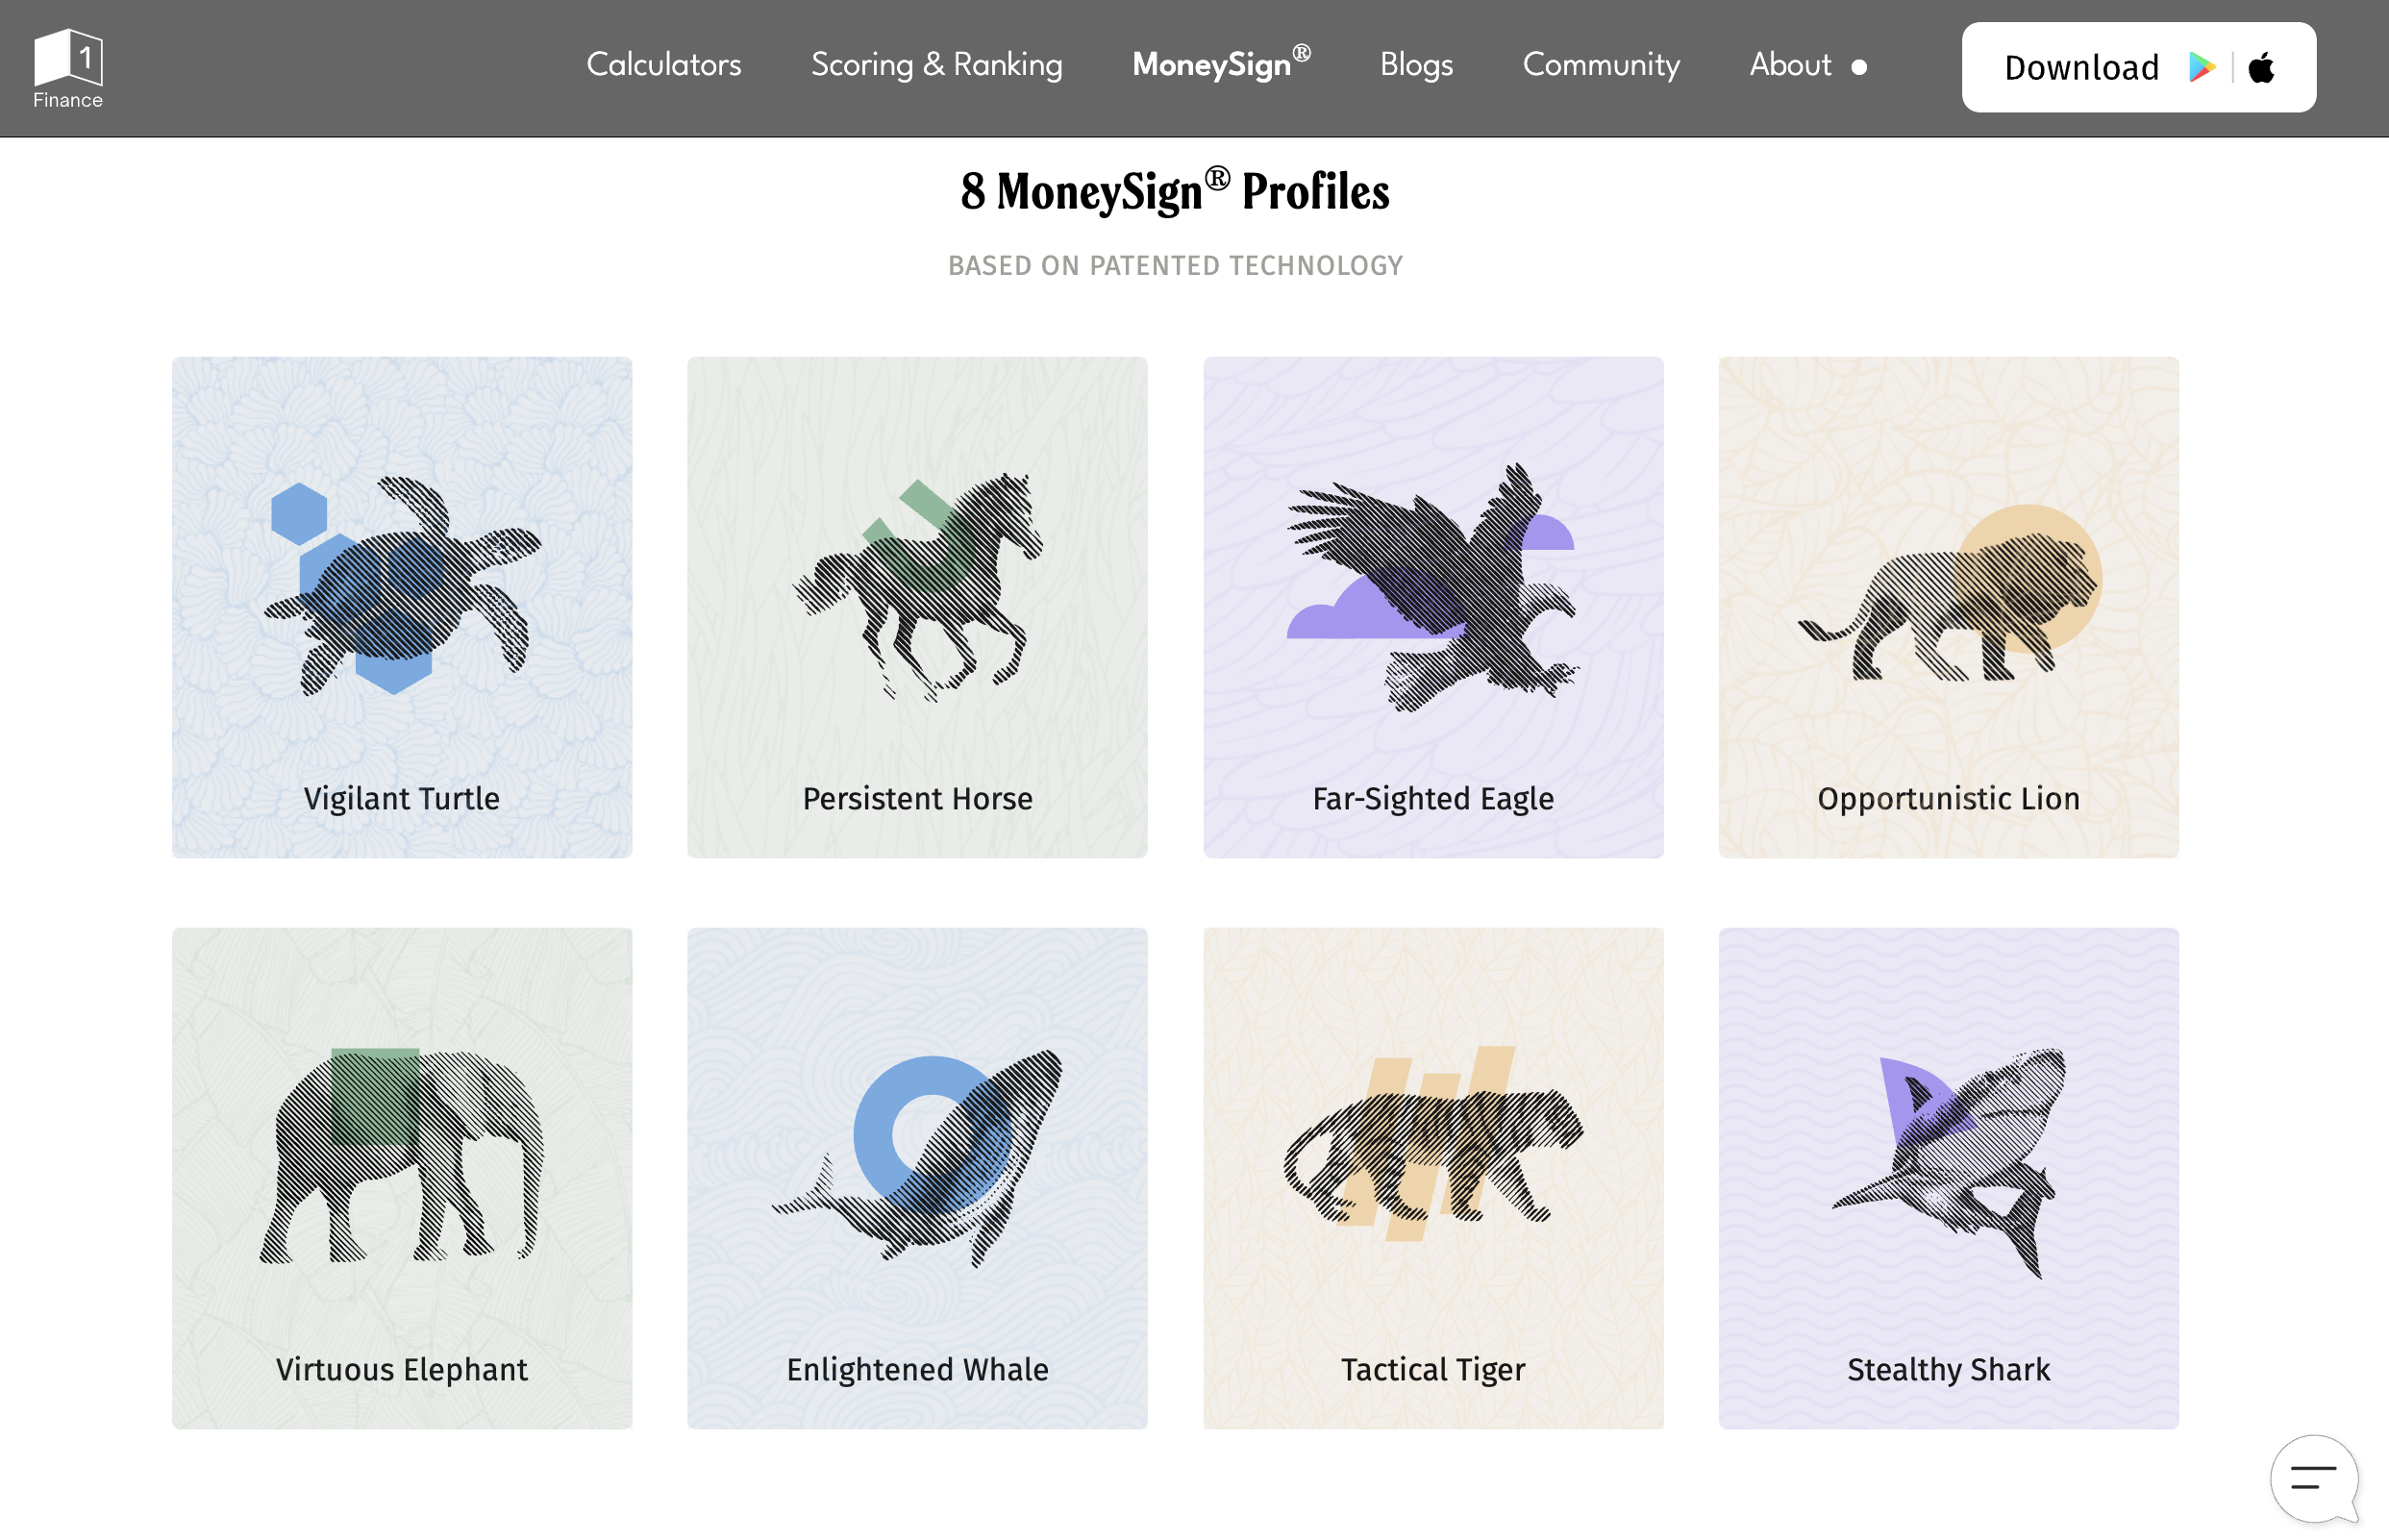 1
Finance
Calculators
Scoring & Ranking
MoneySign®
Blogs
Community
About
Download
8 MoneySign® Profiles
BASED ON PATENTED TECHNOLOGY
Vigilant Turtle
Persistent Horse
Far-Sighted Eagle
Opportunistic Lion
Virtuous Elephant
Enlightened Whale
Tactical Tiger
Stealthy Shark